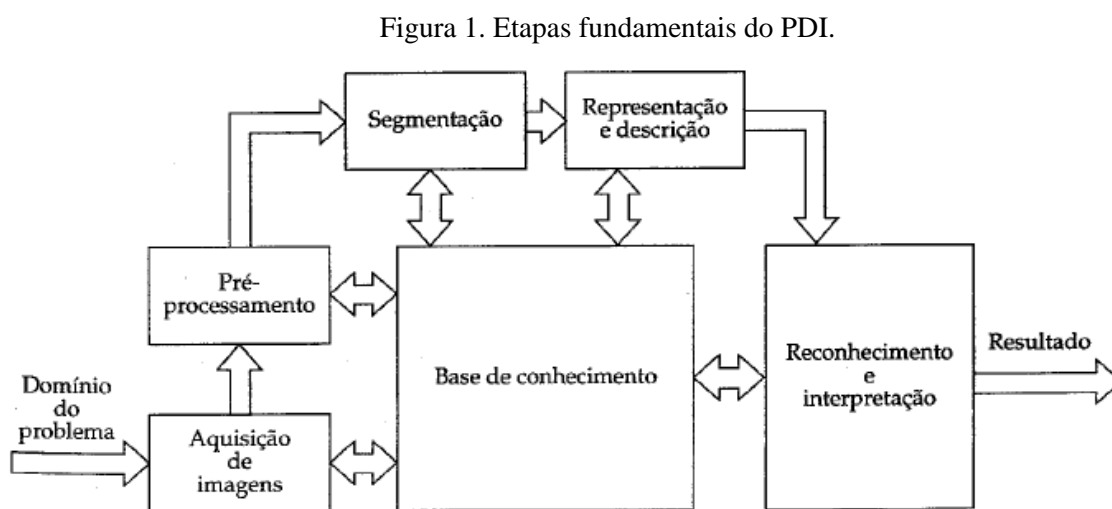 Figura 1. Etapas fundamentais do PDI.
Segmentação
Representação
e descrição
Pré-
processamento
Base de conhecimento
Reconhecimento
e
interpretação
Resultado
Domínio
do
problema
Aquisição
de
imagens